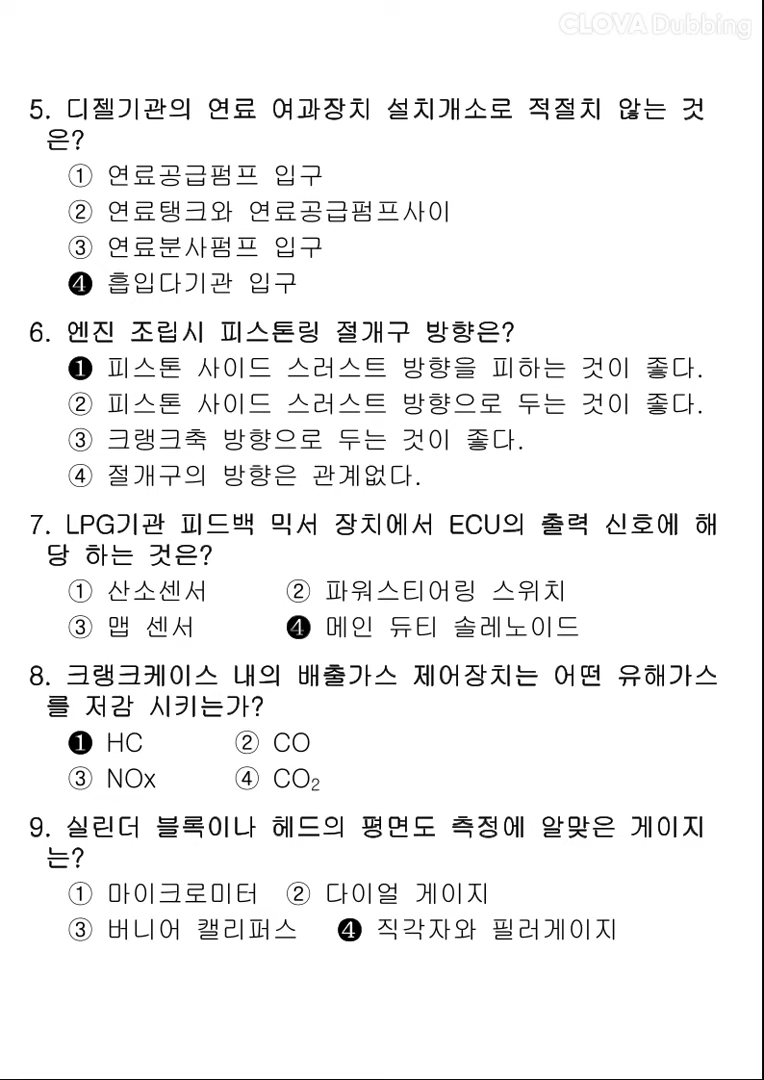 CLOVA Dubbing
5. 디젤기관의 연료 여과장치 설치개소로 적절치 않는 것
은?
① 연료공급펌프 입구
② 연료탱크와 연료공급펌프사이
③ 연료분사펌프 입구
❹ 흡입다기관 입구
6. 엔진 조립시 피스톤링 절개구 방향은?
❶ 피스톤 사이드 스러스트 방향을 피하는 것이 좋다.
② 피스톤 사이드 스러스트 방향으로 두는 것이 좋다.
③ 크랭크축 방향으로 두는 것이 좋다.
④ 절개구의 방향은 관계없다.
7. LPG기관 피드백 믹서 장치에서 ECU의 출력 신호에 해
당 하는 것은?
① 산소센서 ② 파워스티어링 스위치
③ 맵 센서 ❹ 메인 듀티 솔레노이드
8. 크랭크케이스 내의 배출가스 제어장치는 어떤 유해가스
를 저감 시키는가?
❶ HC ② CO
③ NOx ④ CO₂
9. 실린더 블록이나 헤드의 평면도 측정에 알맞은 게이지
는?
① 마이크로미터 ② 다이얼 게이지
③ 버니어 캘리퍼스 ❹ 직각자와 필러게이지